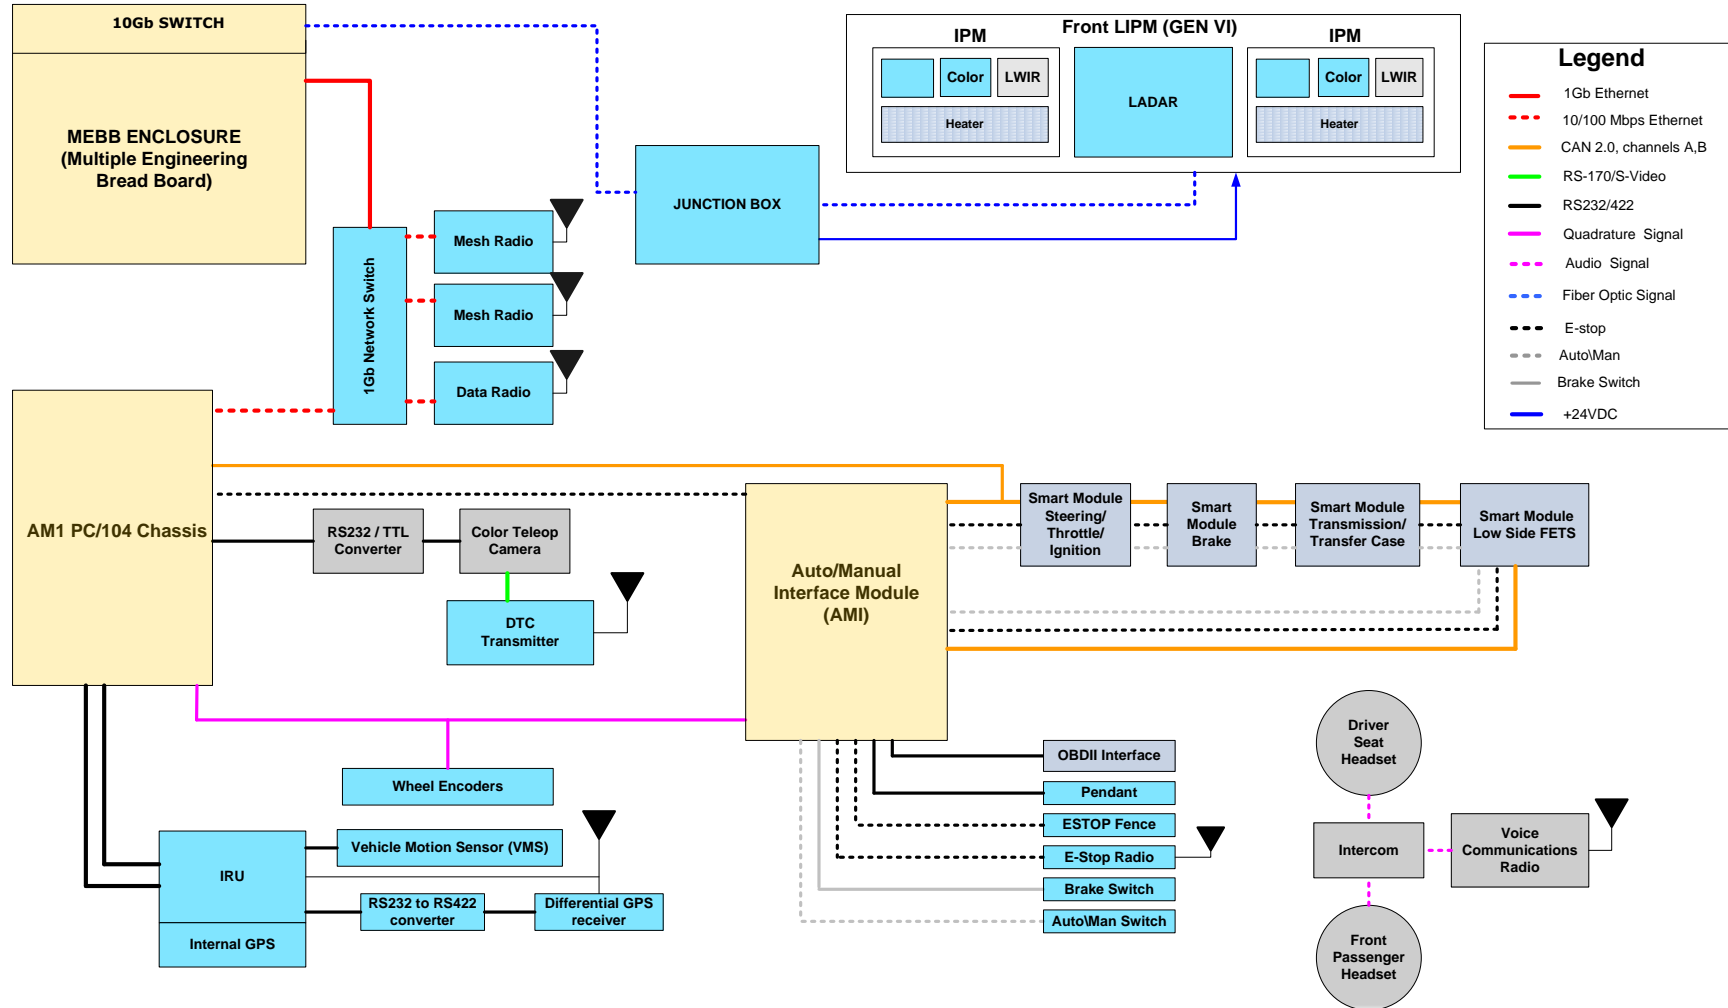 10Gb SWITCH
MEBB ENCLOSURE
(Multiple Engineering
Bread Board)
Front LIPM (GEN VI)
IPM
Color
LWIR
Heater
LADAR
IPM
Color
LWIR
Heater
JUNCTION BOX
Legend
1Gb Ethernet
10/100 Mbps Ethernet
CAN 2.0, channels A,B
RS-170/S-Video
RS232/422
Quadrature Signal
Audio Signal
Fiber Optic Signal
E-stop
Auto\Man
Brake Switch
+24VDC
1Gb Network Switch
Mesh Radio
Mesh Radio
Data Radio
AM1 PC/104 Chassis
RS232 / TTL
Converter
Color Teleop
Camera
DTC
Transmitter
Auto/Manual
Interface Module
(AMI)
Smart Module
Steering/
Throttle/
Ignition
Smart
Module
Brake
Smart Module
Transmission/
Transfer Case
Smart Module
Low Side FETS
Wheel Encoders
IRU
Internal GPS
Vehicle Motion Sensor (VMS)
RS232 to RS422
converter
Differential GPS
receiver
OBDII Interface
Pendant
ESTOP Fence
E-Stop Radio
Brake Switch
Auto\Man Switch
Driver
Seat
Headset
Intercom
Voice
Communications
Radio
Front
Passenger
Headset